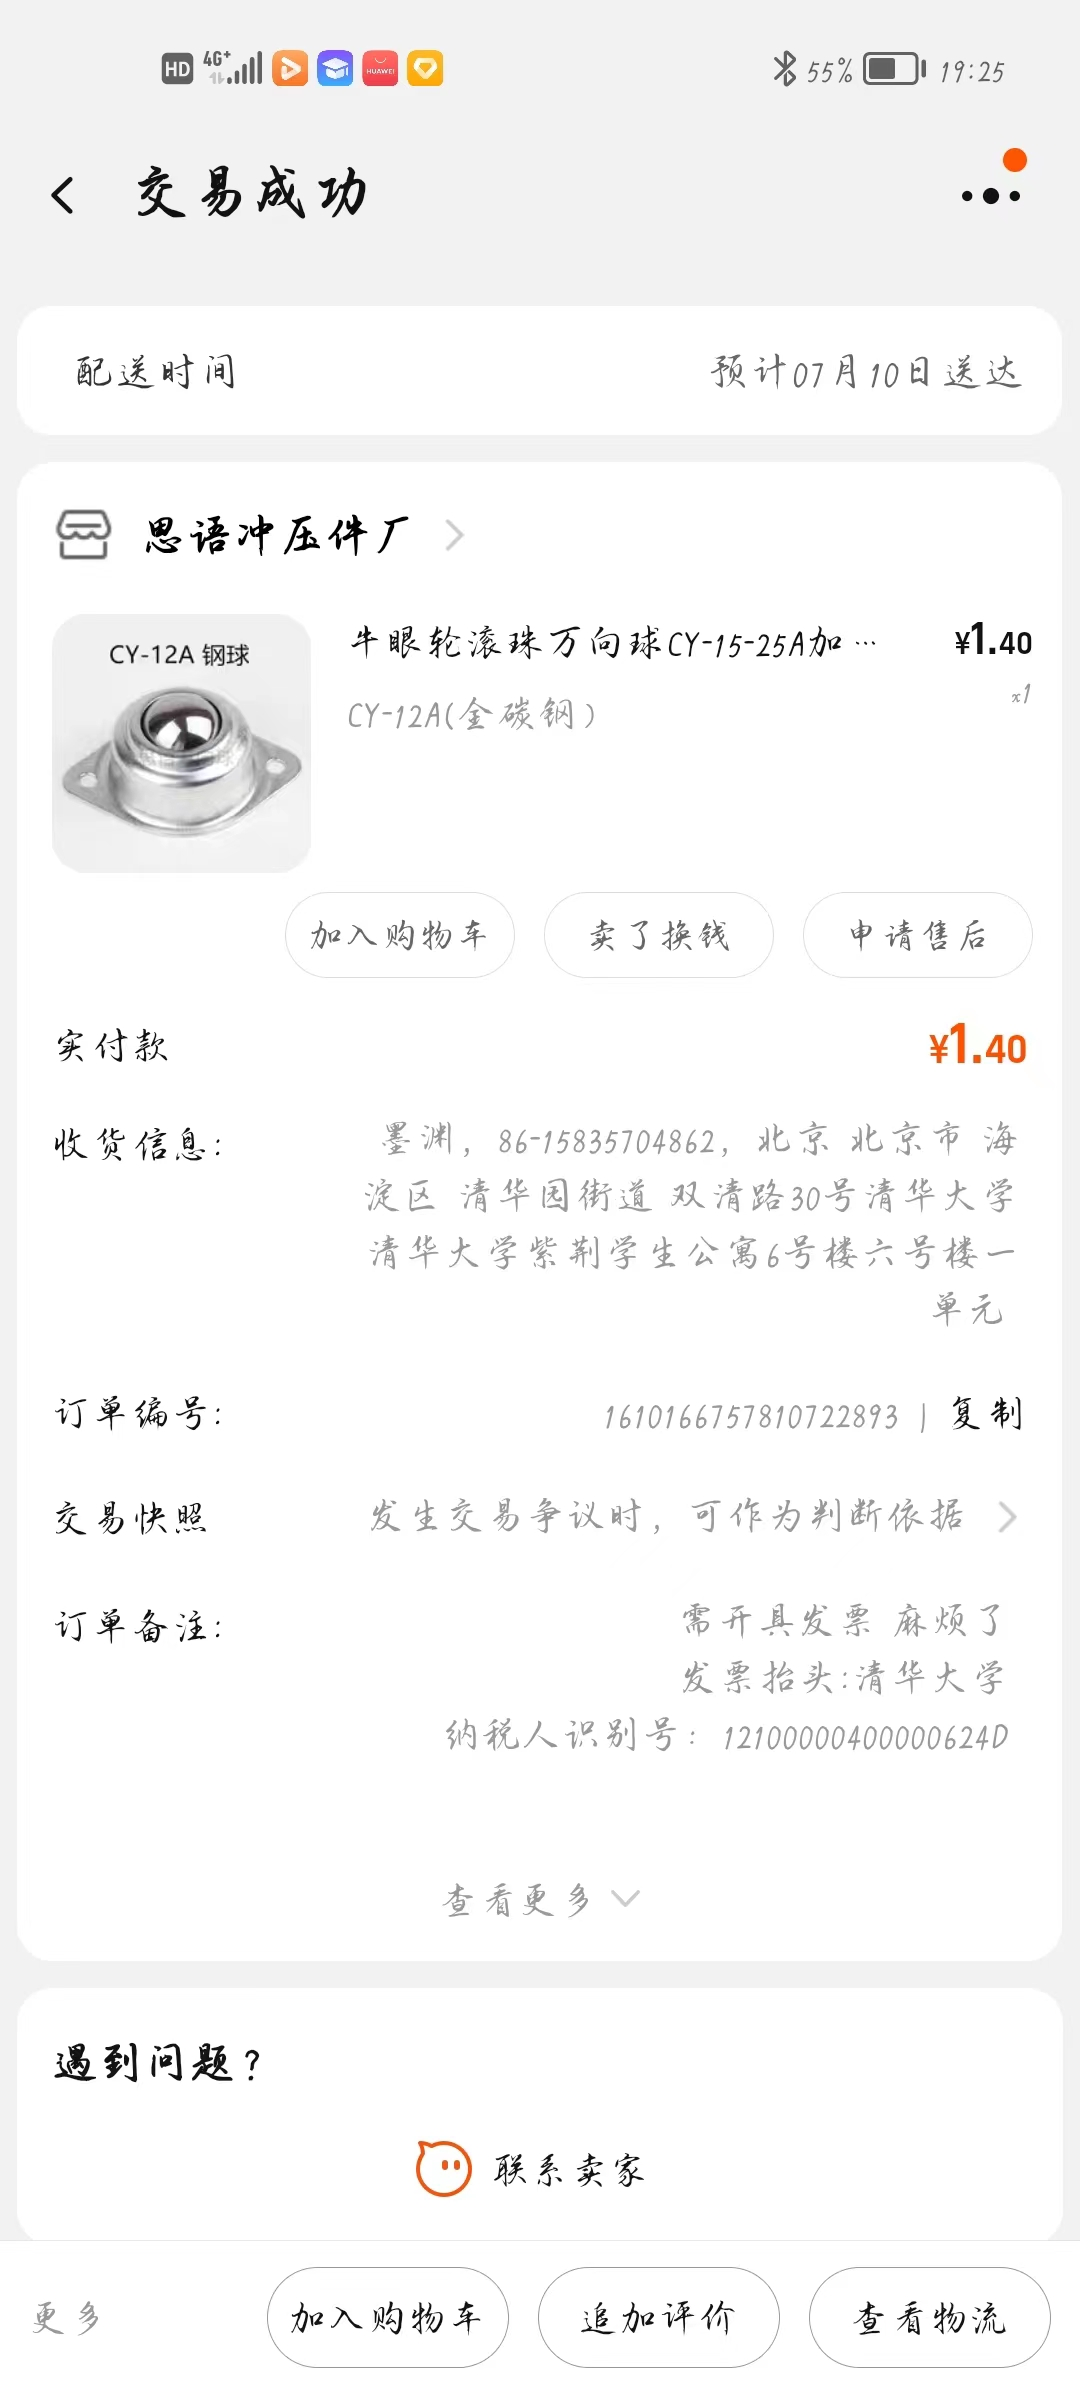 HD 4G+ HUAWEI 55% 19:25
交易成功
配送时间 预计07月10日送达
思语冲压件厂
CY-12A 钢球
牛眼轮滚珠万向球CY-15-25A加… ¥1.40
CY-12A(金碳钢) x1
加入购物车 卖了换钱 申请售后
实付款 ¥1.40
收货信息: 墨渊, 86-15835704862, 北京 北京市 海
淀区 清华园街道 双清路30号清华大学
清华大学紫荆学生公寓6号楼六号楼一
单元
订单编号: 1610166757810722893 | 复制
交易快照 发生交易争议时, 可作为判断依据
订单备注: 需开具发票 麻烦了
发票抬头:清华大学
纳税人识别号: 12100000400000624D
查看更多
遇到问题?
联系卖家
更多 加入购物车 追加评价 查看物流